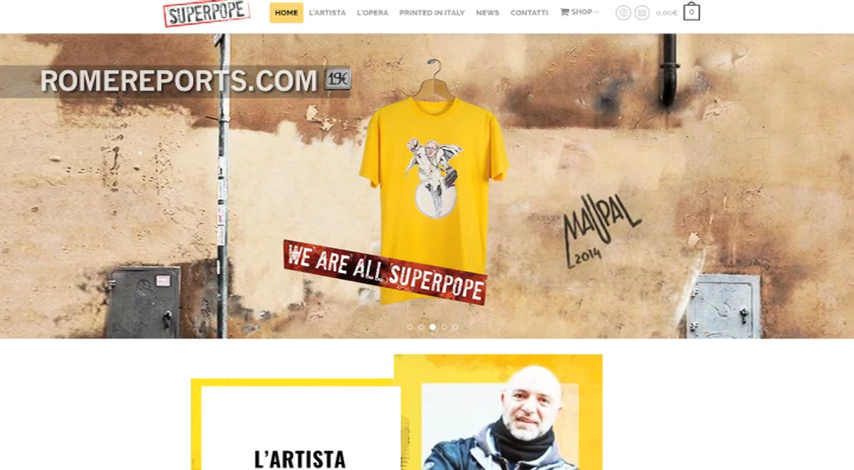 SUPERPOPE
HOME L'ARTISTA L'OPERA PRINTED IN ITALY NEWS CONTATTI SHOP 0,00€ 0
ROMEREPORTS.COM 19€
WE ARE ALL SUPERPOPE
MAUPAL
2014
L'ARTISTA